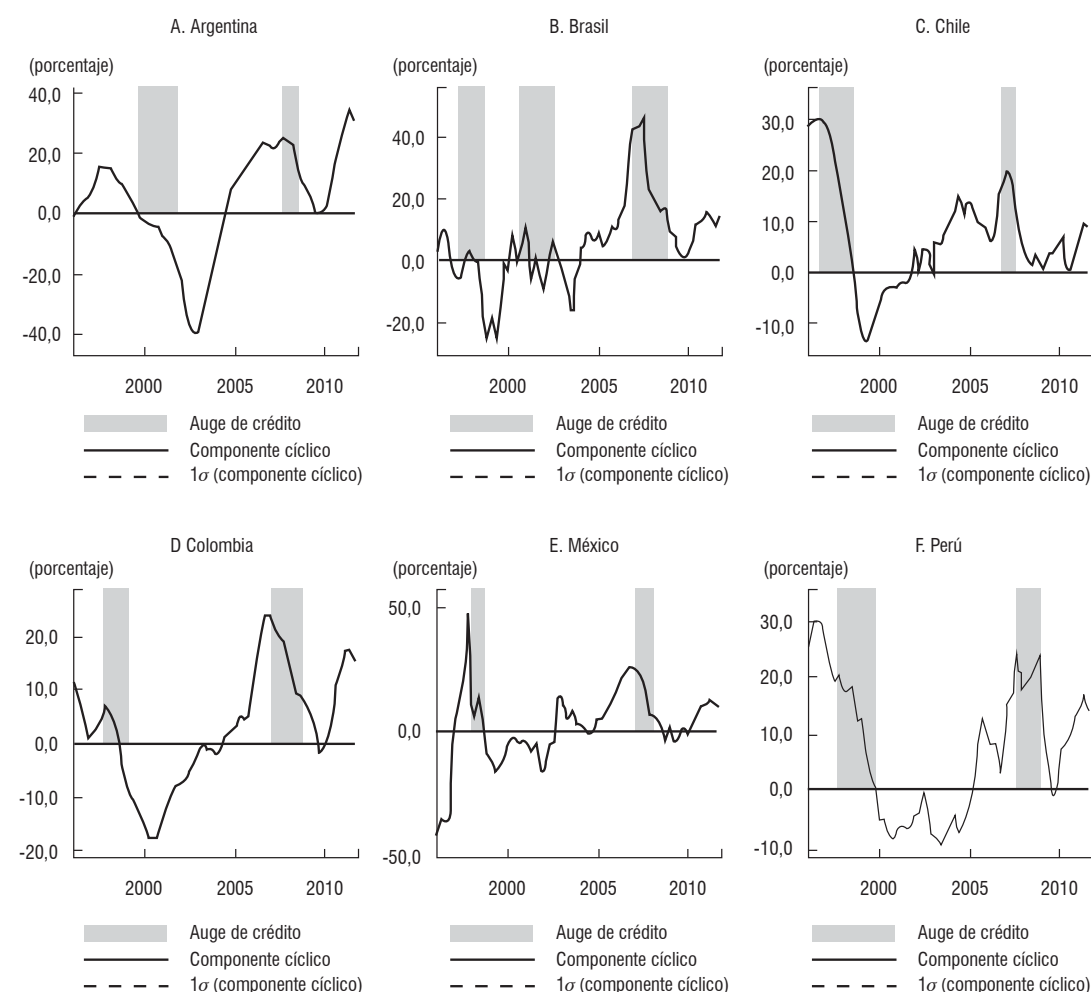 A. Argentina
(porcentaje)
40,0
20,0
0,0
-20,0
-40,0
2000 2005 2010
Auge de crédito
Componente cíclico
1σ (componente cíclico)
B. Brasil
(porcentaje)
40,0
20,0
0,0
-20,0
2000 2005 2010
Auge de crédito
Componente cíclico
1σ (componente cíclico)
C. Chile
(porcentaje)
30,0
20,0
10,0
0,0
-10,0
2000 2005 2010
Auge de crédito
Componente cíclico
1σ (componente cíclico)
D Colombia
(porcentaje)
20,0
10,0
0,0
-10,0
-20,0
2000 2005 2010
Auge de crédito
Componente cíclico
1σ (componente cíclico)
E. México
(porcentaje)
50,0
0,0
-50,0
2000 2005 2010
Auge de crédito
Componente cíclico
1σ (componente cíclico)
F. Perú
(porcentaje)
30,0
20,0
10,0
0,0
-10,0
2000 2005 2010
Auge de crédito
Componente cíclico
1σ (componente cíclico)